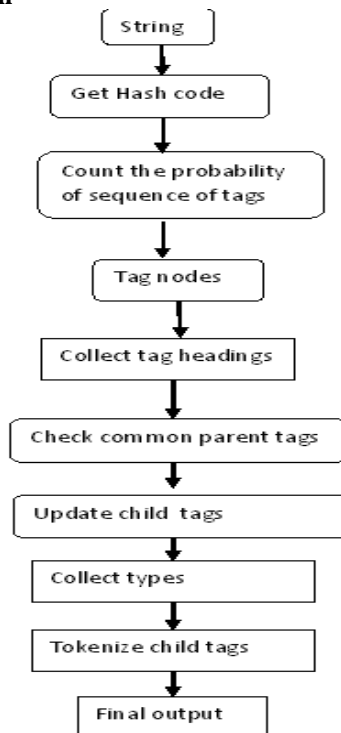 String
Get Hash code
Count the probability
of sequence of tags
Tag nodes
Collect tag headings
Check common parent tags
Update child tags
Collect types
Tokenize child tags
Final output